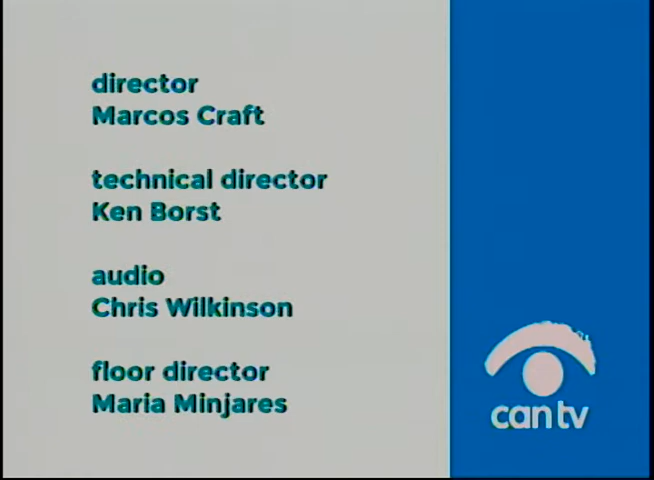 director
Marcos Craft
technical director
Ken Borst
audio
Chris Wilkinson
floor director
Maria Minjares
cantv